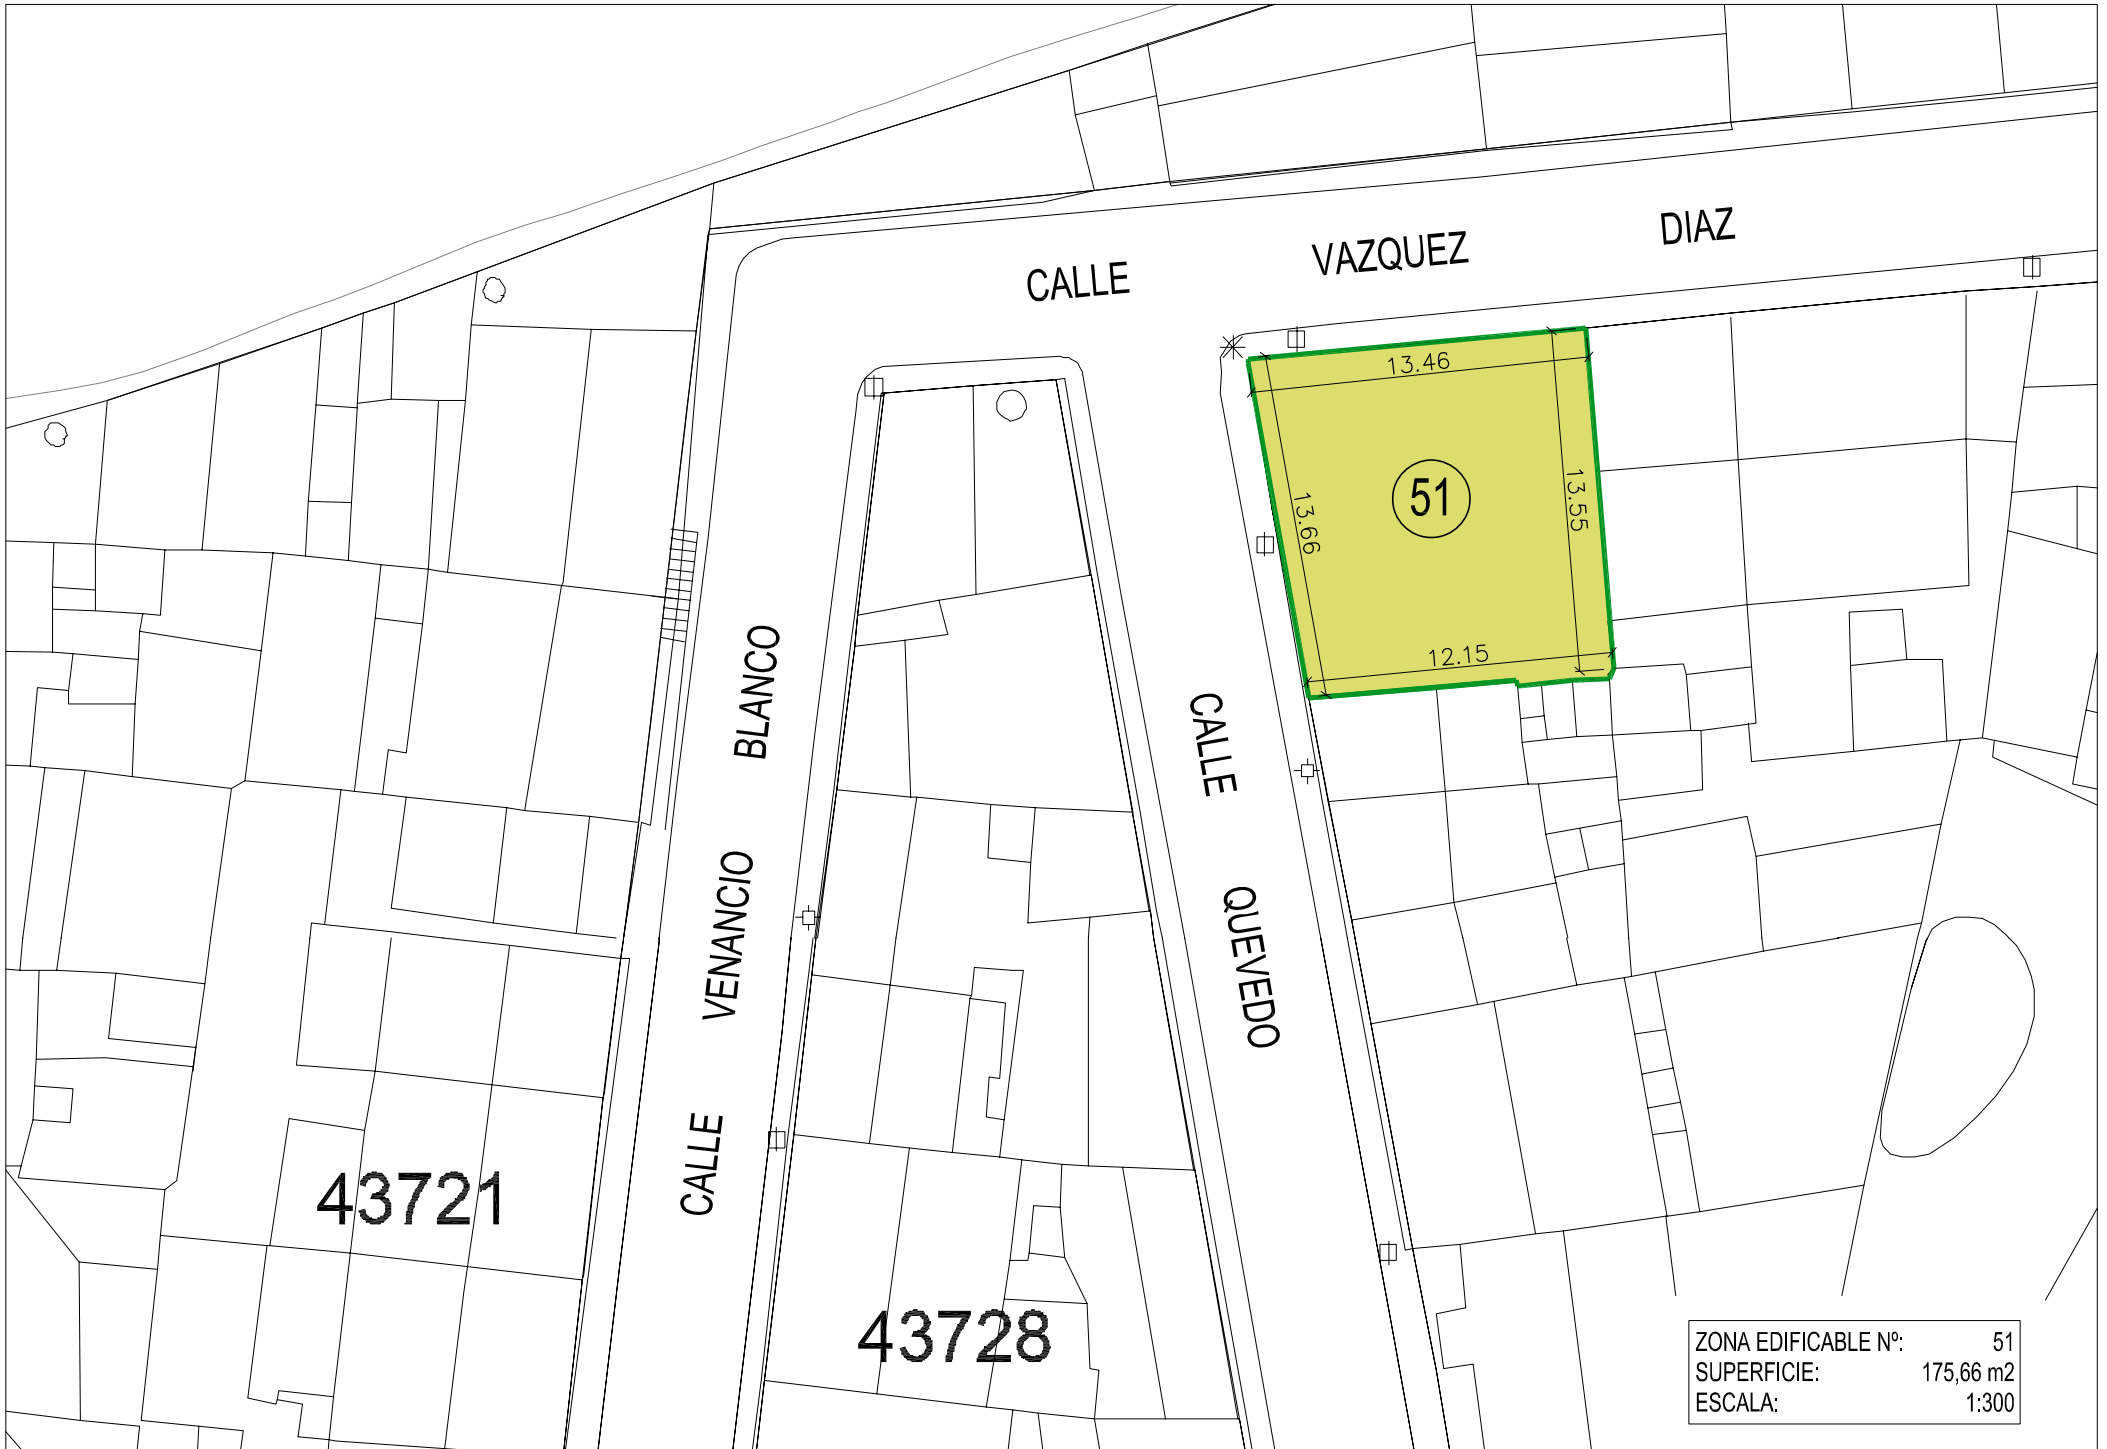 CALLE VAZQUEZ DIAZ
13.46
51
13.66
13.55
12.15
CALLE VENANCIO BLANCO
CALLE QUEVEDO
43721
43728
ZONA EDIFICABLE Nº: 51
SUPERFICIE: 175,66 m2
ESCALA: 1:300